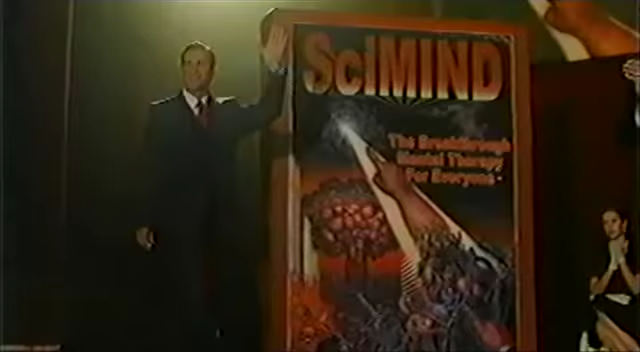 SciMIND
The Breakthrough
Mental Therapy
For Everyone